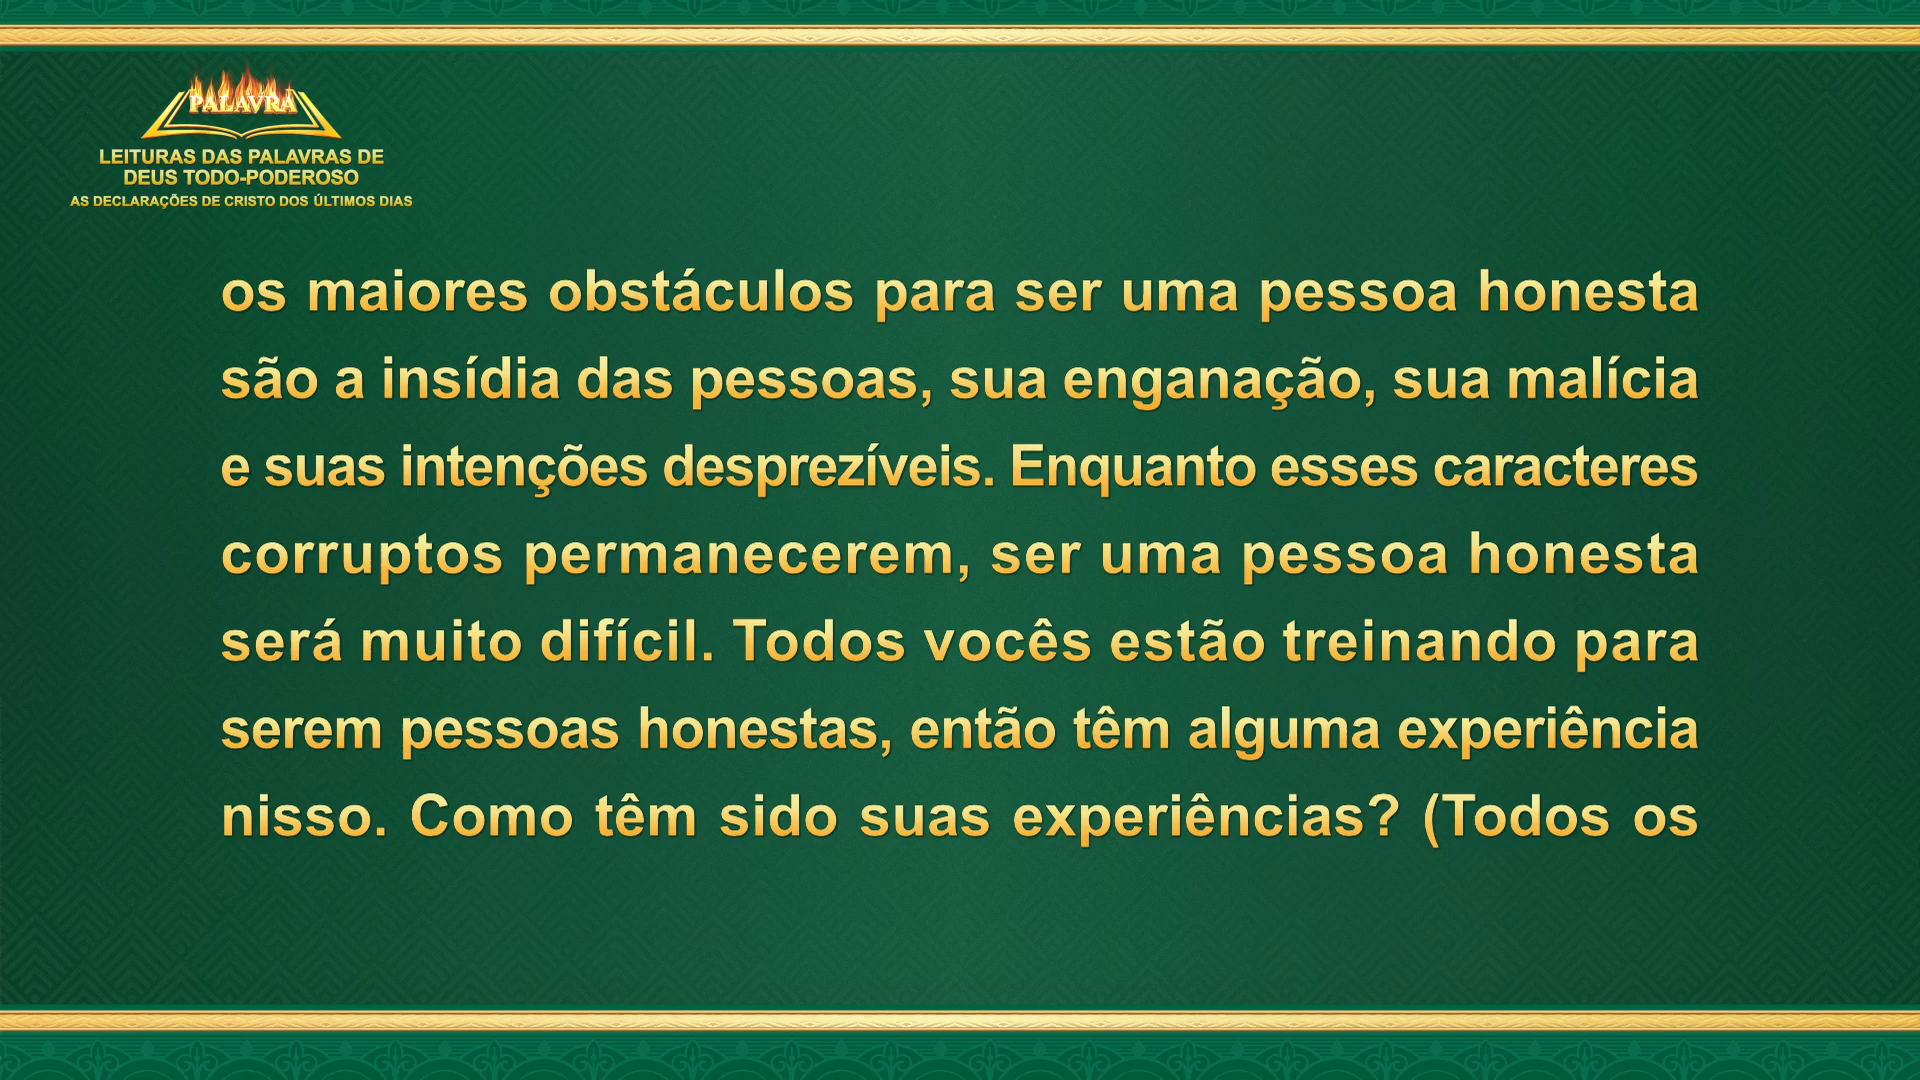 PALAVRA
LEITURAS DAS PALAVRAS DE
DEUS TODO-PODEROSO
AS DECLARAÇÕES DE CRISTO DOS ÚLTIMOS DIAS
os maiores obstáculos para ser uma pessoa honesta
são a insídia das pessoas, sua enganação, sua malícia
e suas intenções desprezíveis. Enquanto esses caracteres
corruptos permanecerem, ser uma pessoa honesta
será muito difícil. Todos vocês estão treinando para
serem pessoas honestas, então têm alguma experiência
nisso. Como têm sido suas experiências? (Todos os